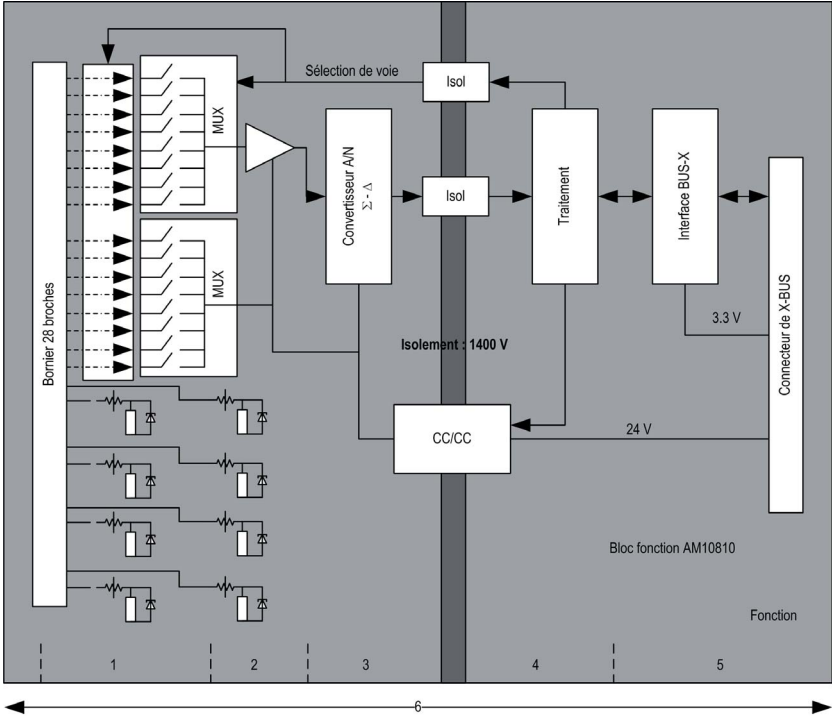 Sélection de voie
Isol
MUX
Convertisseur A/N
Σ - Δ
Isol
Traitement
Interface BUS-X
Bornier 28 broches
MUX
Isolement : 1400 V
3.3 V
Connecteur de X-BUS
CC/CC
24 V
Bloc fonction AM10810
Fonction
1
2
3
4
5
6